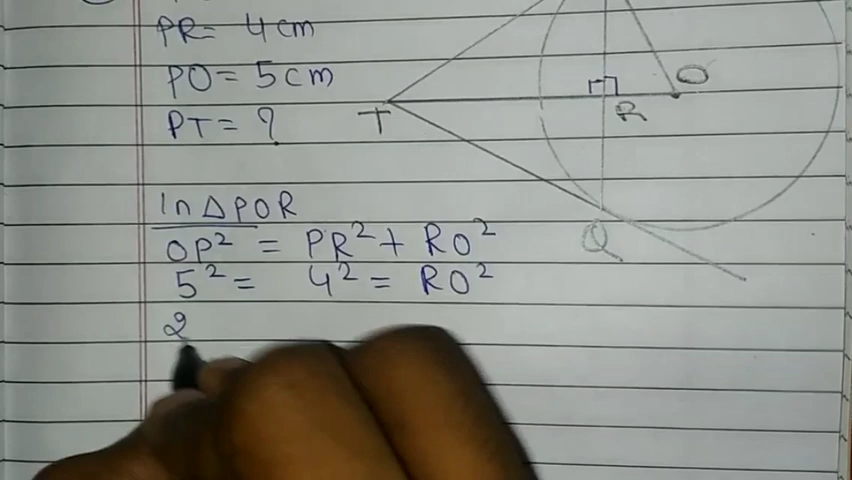 PR = 4 cm
PO = 5 cm
PT = ?
T
O
R
Q
In △POR
OP² = PR² + RO²
5² = 4² = RO²
2